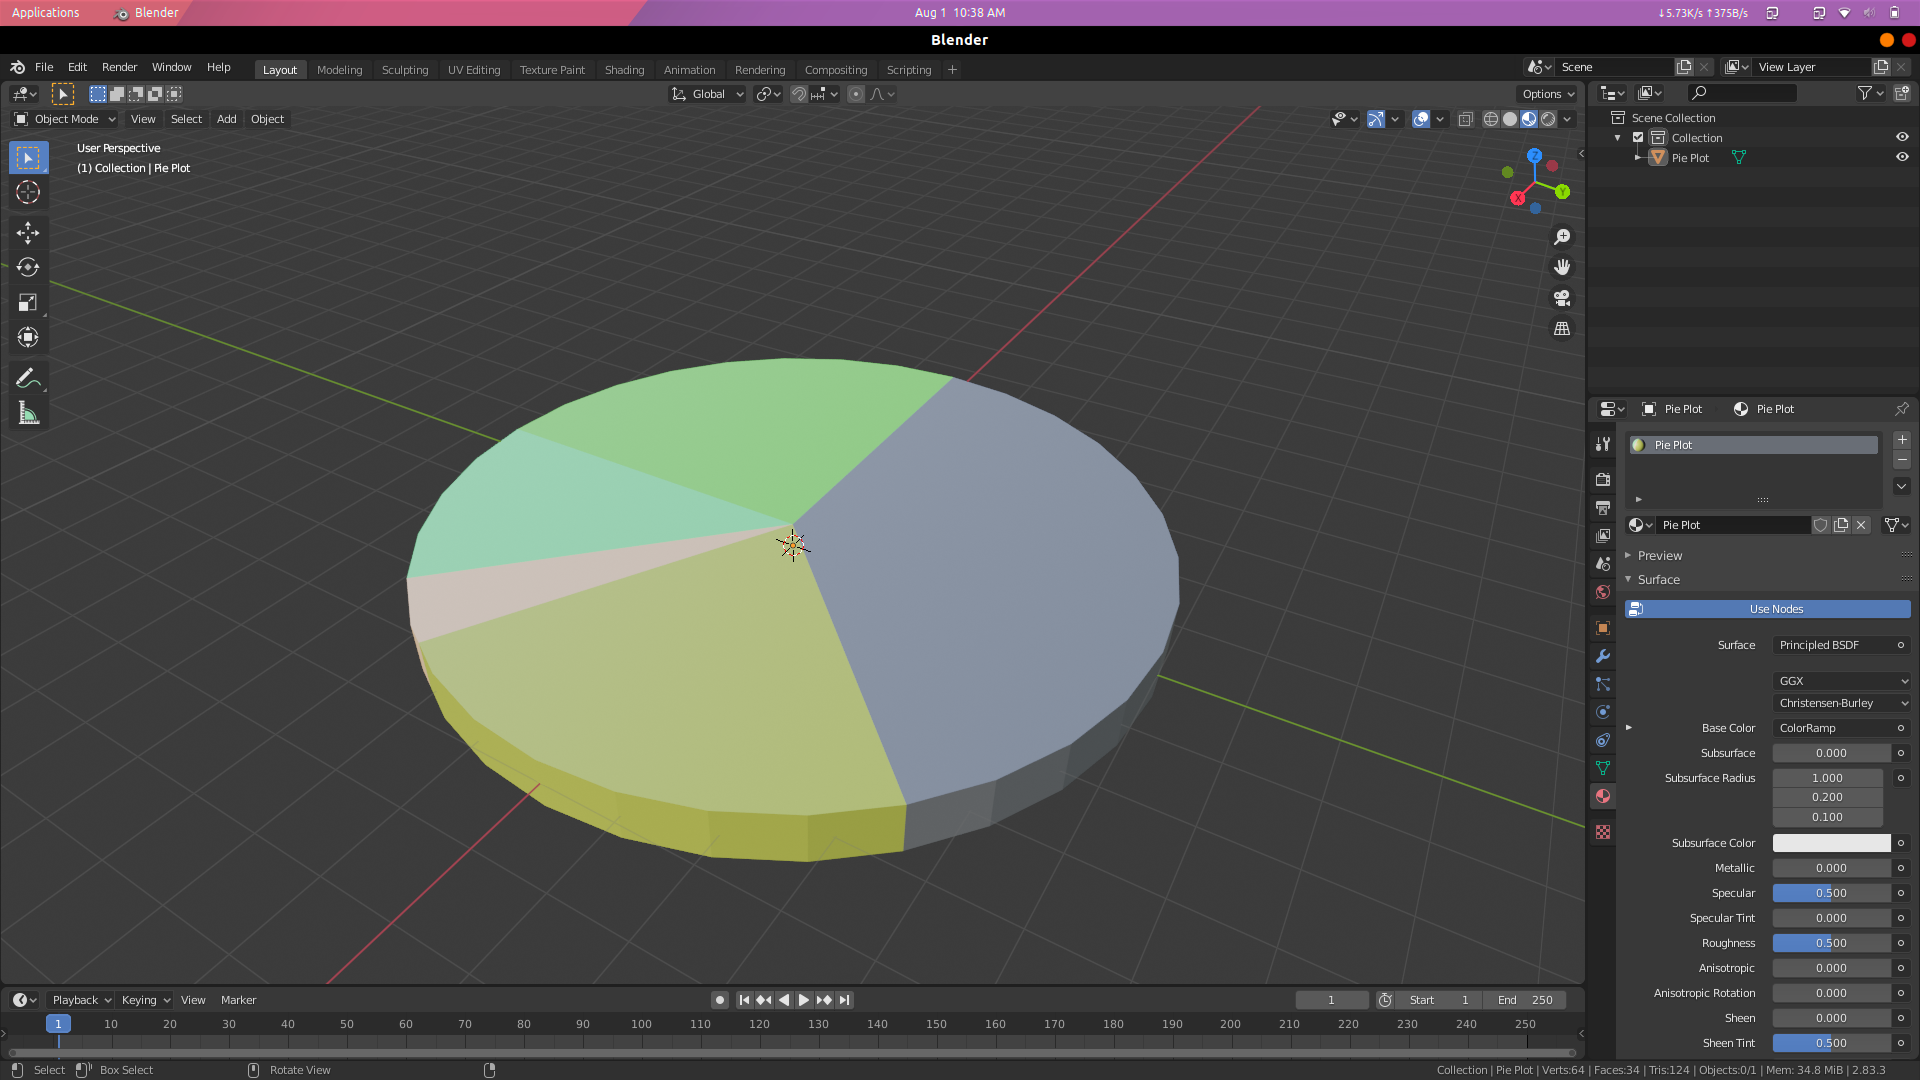 Applications Blender Aug 1 10:38 AM ↓5.73K/s ↑375B/s
Blender
File Edit Render Window Help Layout Modeling Sculpting UV Editing Texture Paint Shading Animation Rendering Compositing Scripting + Scene View Layer
Global Options
Object Mode View Select Add Object
User Perspective
(1) Collection | Pie Plot
Z
Y
X
Scene Collection
Collection
Pie Plot
Pie Plot Pie Plot
Pie Plot
Pie Plot
Preview
Surface
Use Nodes
Surface Principled BSDF
GGX
Christensen-Burley
Base Color ColorRamp
Subsurface 0.000
Subsurface Radius 1.000
0.200
0.100
Subsurface Color
Metallic 0.000
Specular 0.500
Specular Tint 0.000
Roughness 0.500
Anisotropic 0.000
Anisotropic Rotation 0.000
Sheen 0.000
Sheen Tint 0.500
Playback Keying View Marker 1 Start 1 End 250
1 10 20 30 40 50 60 70 80 90 100 110 120 130 140 150 160 170 180 190 200 210 220 230 240 250
Select Box Select Rotate View Collection | Pie Plot | Verts:64 | Faces:34 | Tris:124 | Objects:0/1 | Mem: 34.8 MiB | 2.83.3